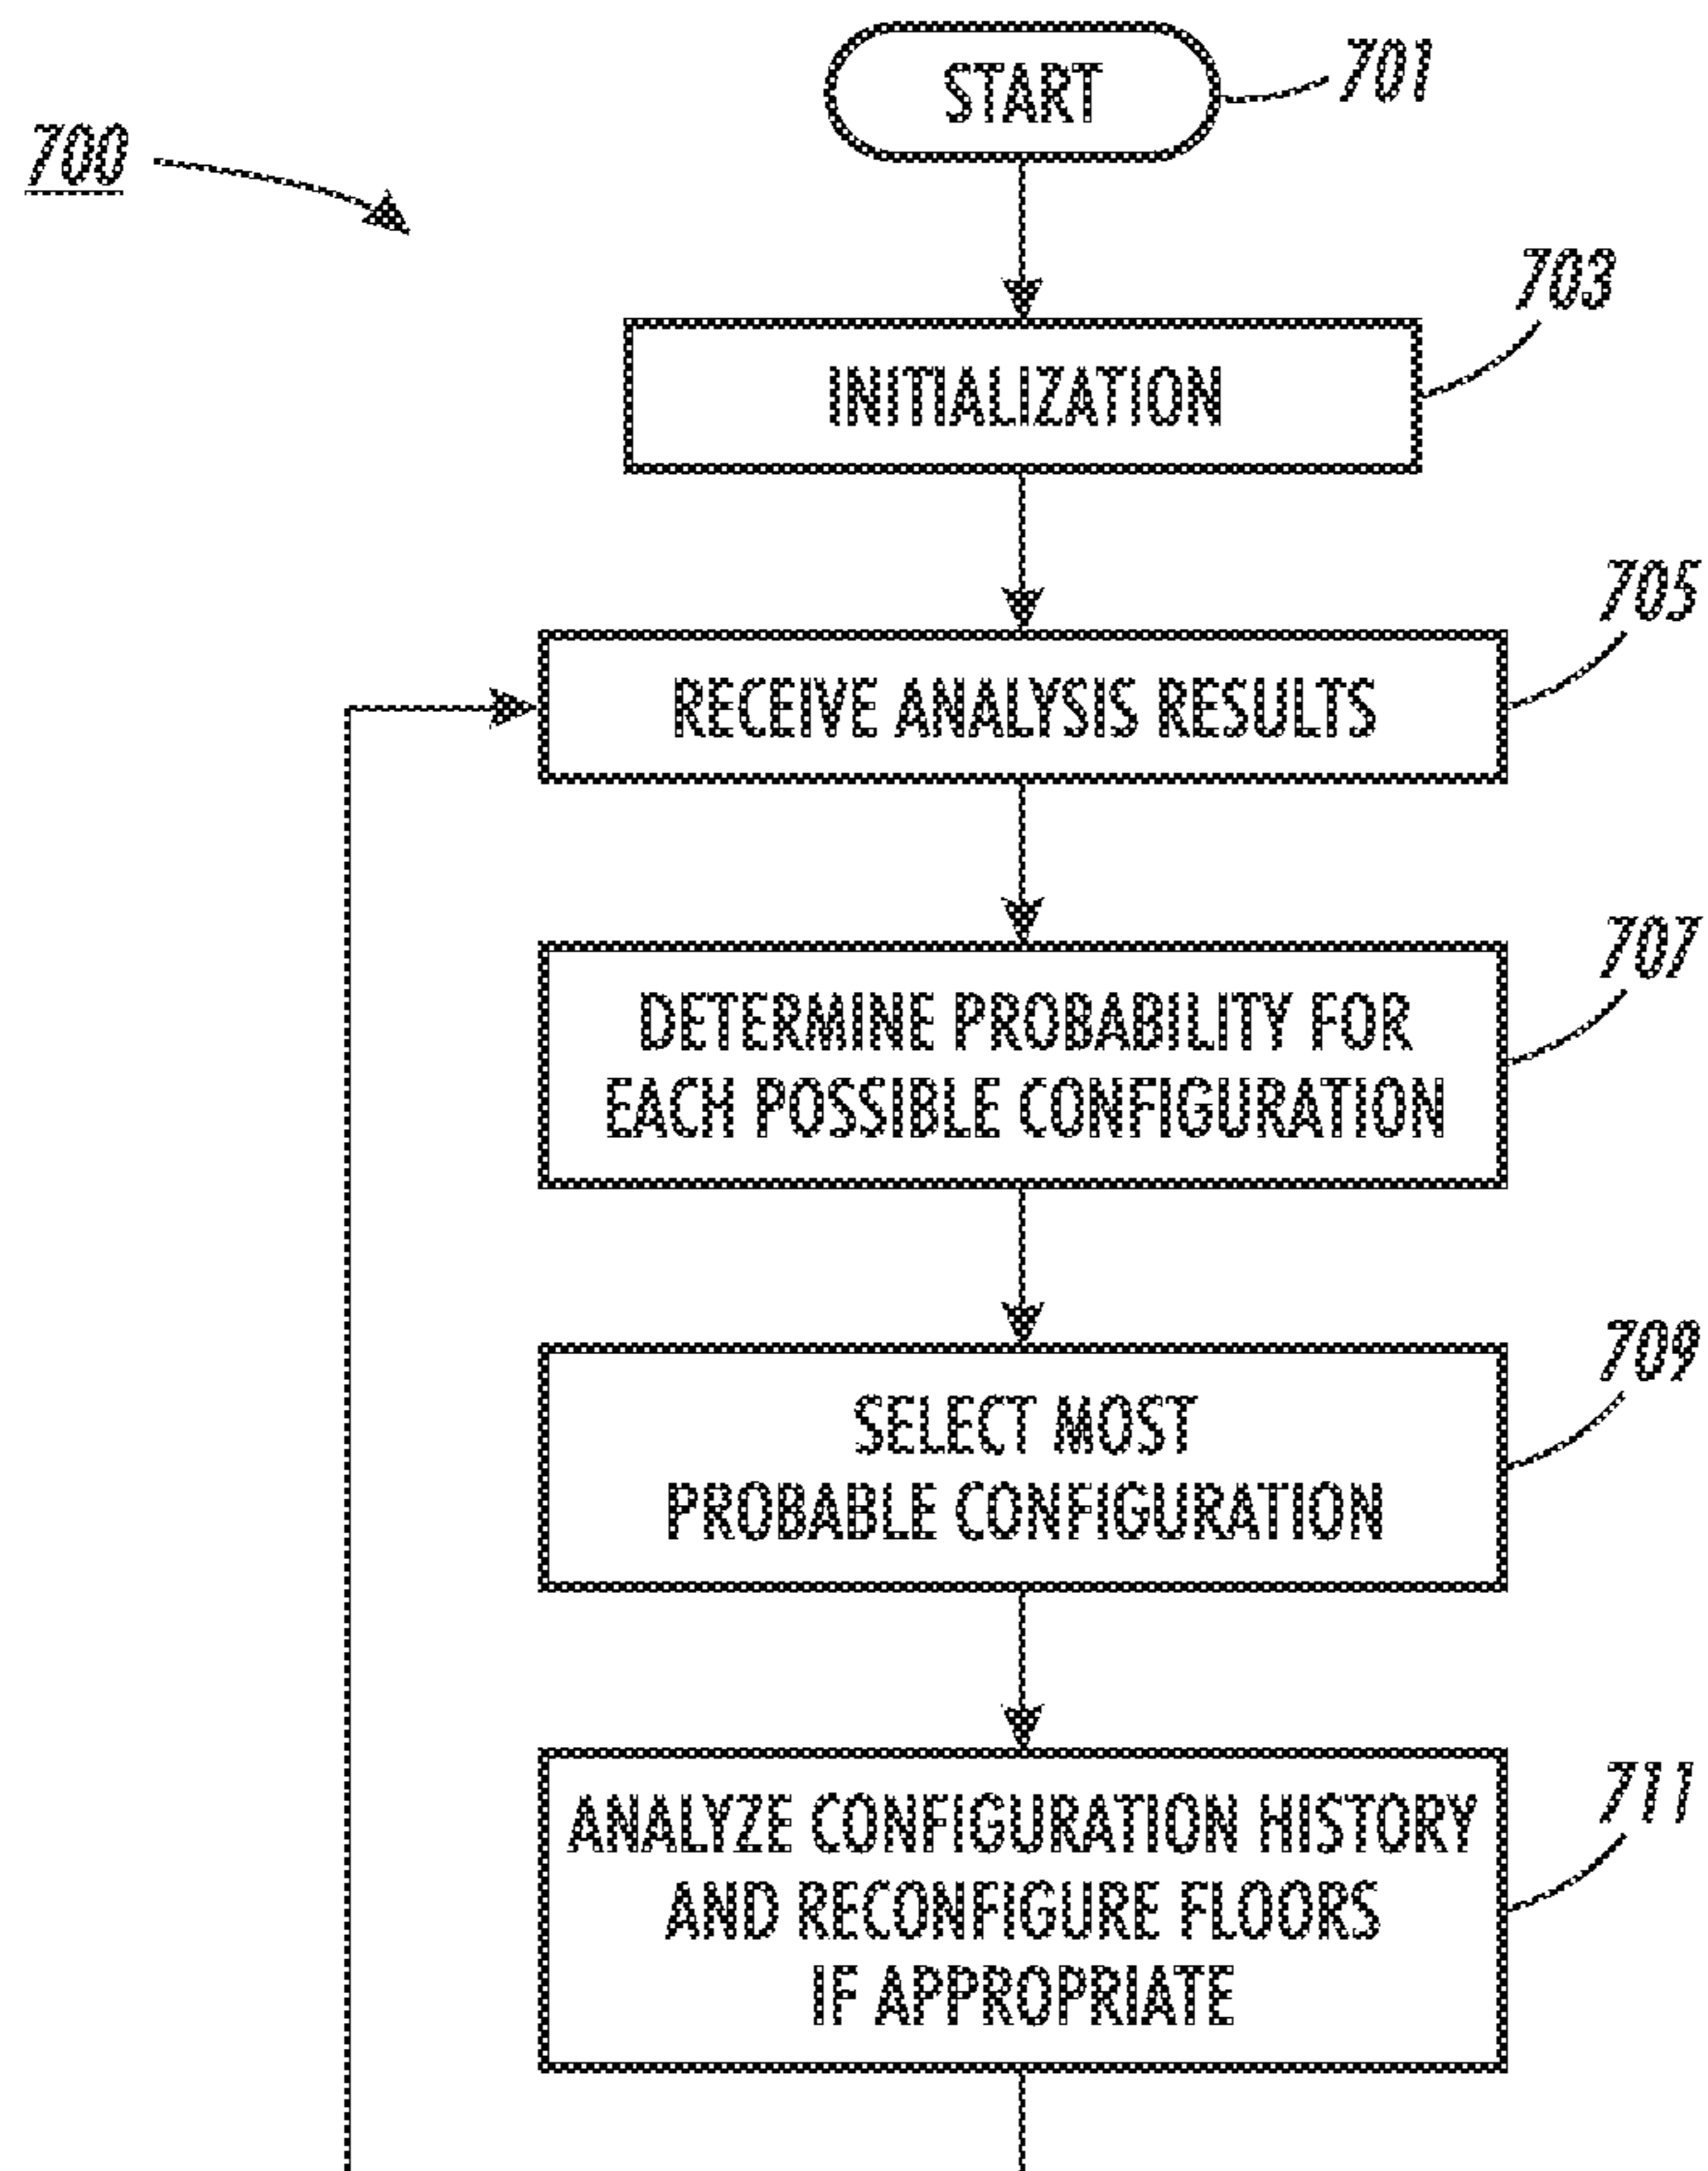 START
701
700
703
INITIALIZATION
705
RECEIVE ANALYSIS RESULTS
707
DETERMINE PROBABILITY FOR
EACH POSSIBLE CONFIGURATION
709
SELECT MOST
PROBABLE CONFIGURATION
711
ANALYZE CONFIGURATION HISTORY
AND RECONFIGURE FLOORS
IF APPROPRIATE